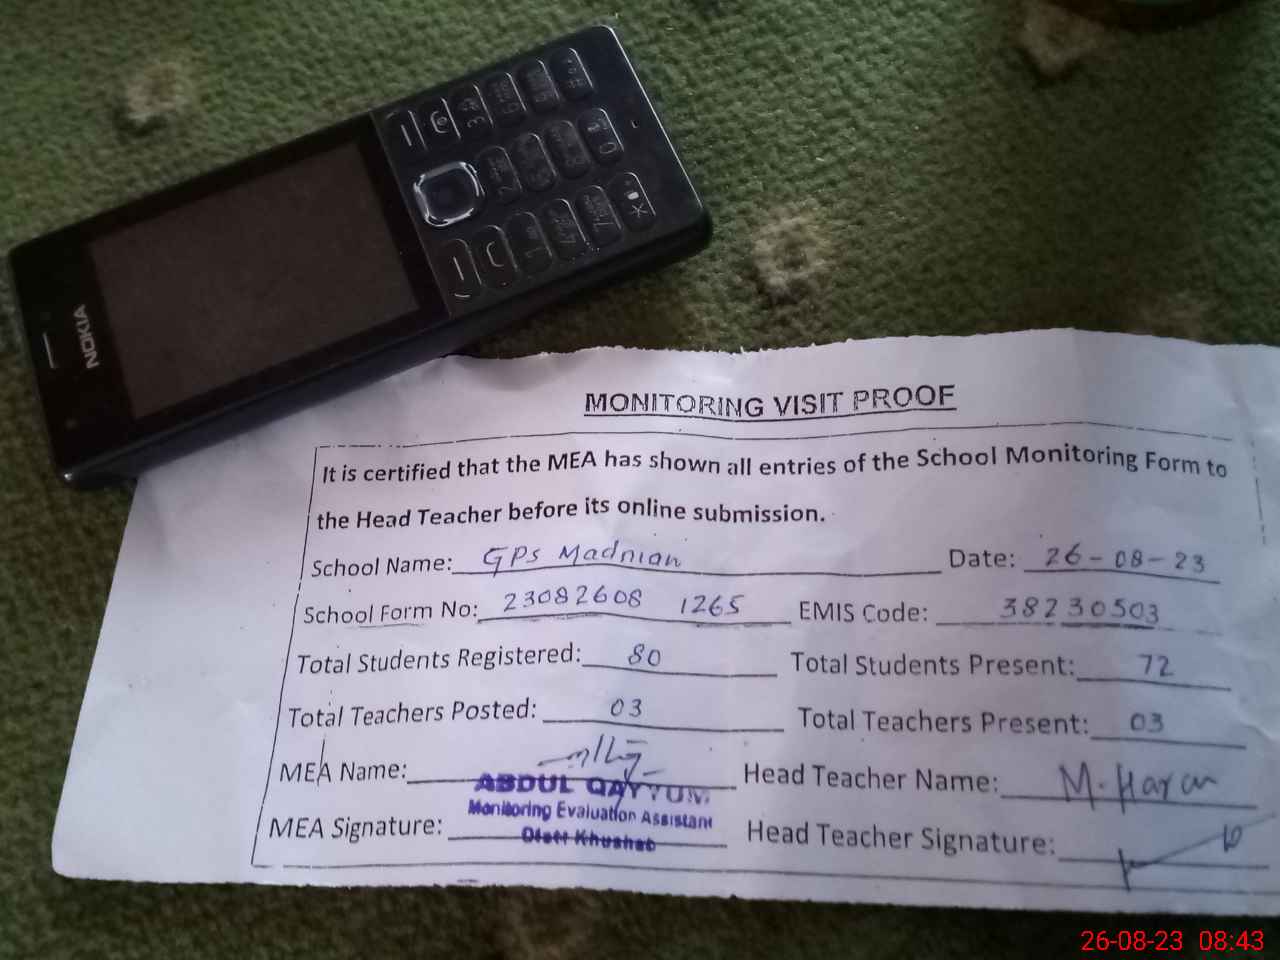 NOKIA
MONITORING VISIT PROOF
It is certified that the MEA has shown all entries of the School Monitoring Form to
the Head Teacher before its online submission.
School Name: GPS Madnian Date: 26-08-23
School Form No: 23082608 1265 EMIS Code: 38230503
Total Students Registered: 80 Total Students Present: 72
Total Teachers Posted: 03 Total Teachers Present: 03
MEA Name: Head Teacher Name: M.
ABDUL QAYYUM
Monitoring Evaluation Assistant
MEA Signature: Head Teacher Signature:
Distt Khushab
26-08-23 08:43